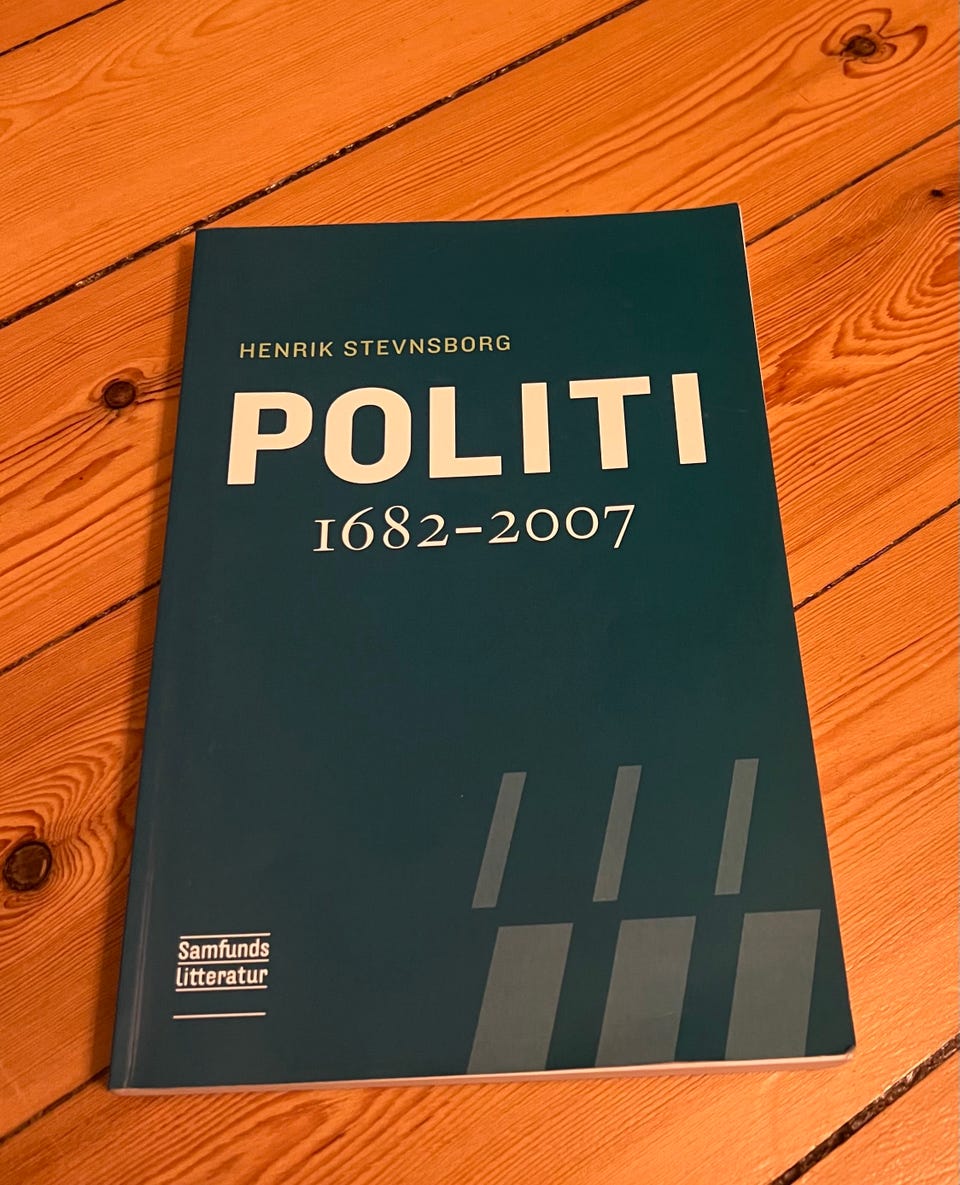 HENRIK STEVNSBORG
POLITI
1682–2007
Samfunds
litteratur